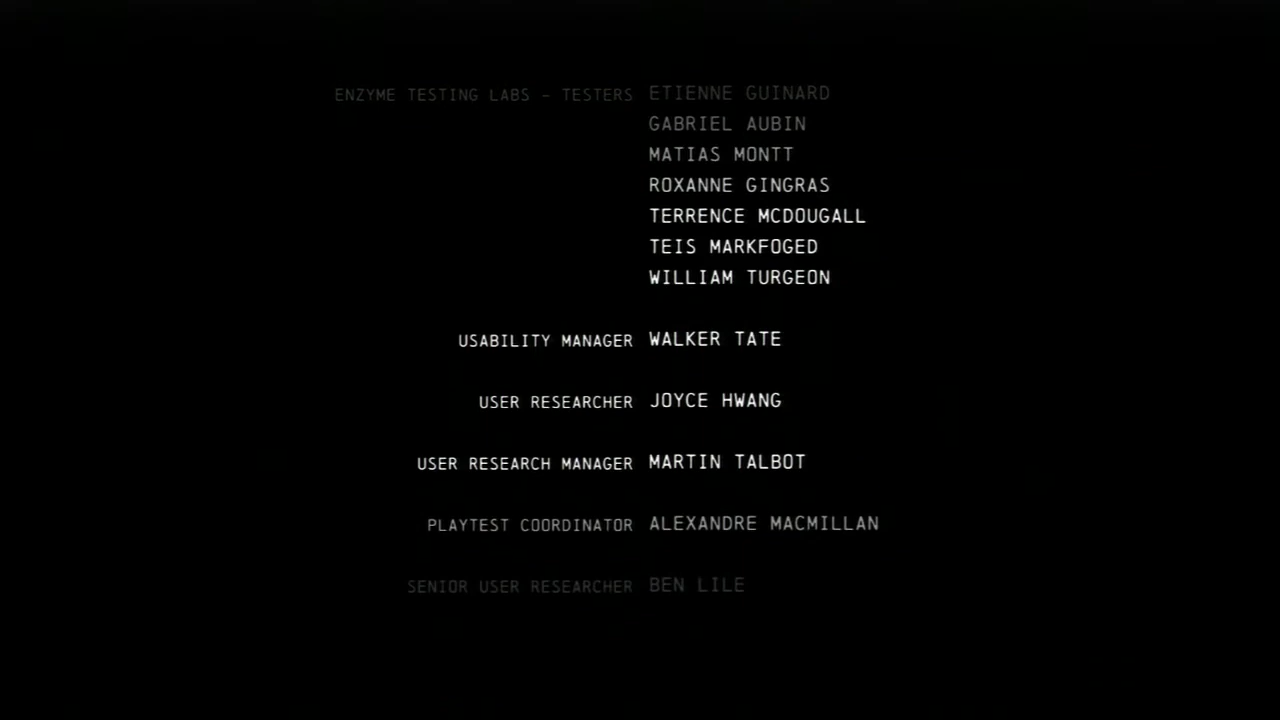 ENZYME TESTING LABS - TESTERS ETIENNE GUINARD
GABRIEL AUBIN
MATIAS MONTT
ROXANNE GINGRAS
TERRENCE MCDOUGALL
TEIS MARKFOGED
WILLIAM TURGEON
USABILITY MANAGER WALKER TATE
USER RESEARCHER JOYCE HWANG
USER RESEARCH MANAGER MARTIN TALBOT
PLAYTEST COORDINATOR ALEXANDRE MACMILLAN
SENIOR USER RESEARCHER BEN LILE